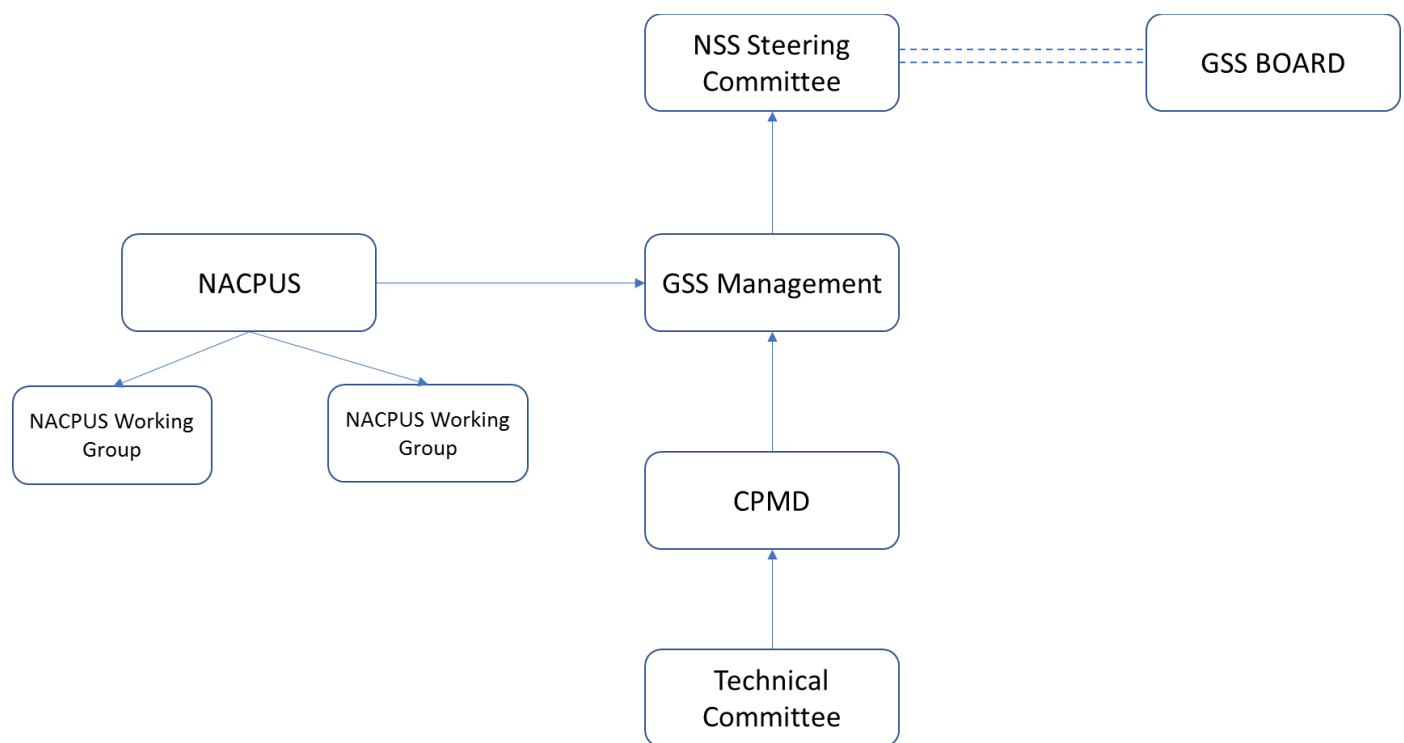 NSS Steering
Committee
GSS BOARD
NACPUS
GSS Management
NACPUS Working
Group
NACPUS Working
Group
CPMD
Technical
Committee